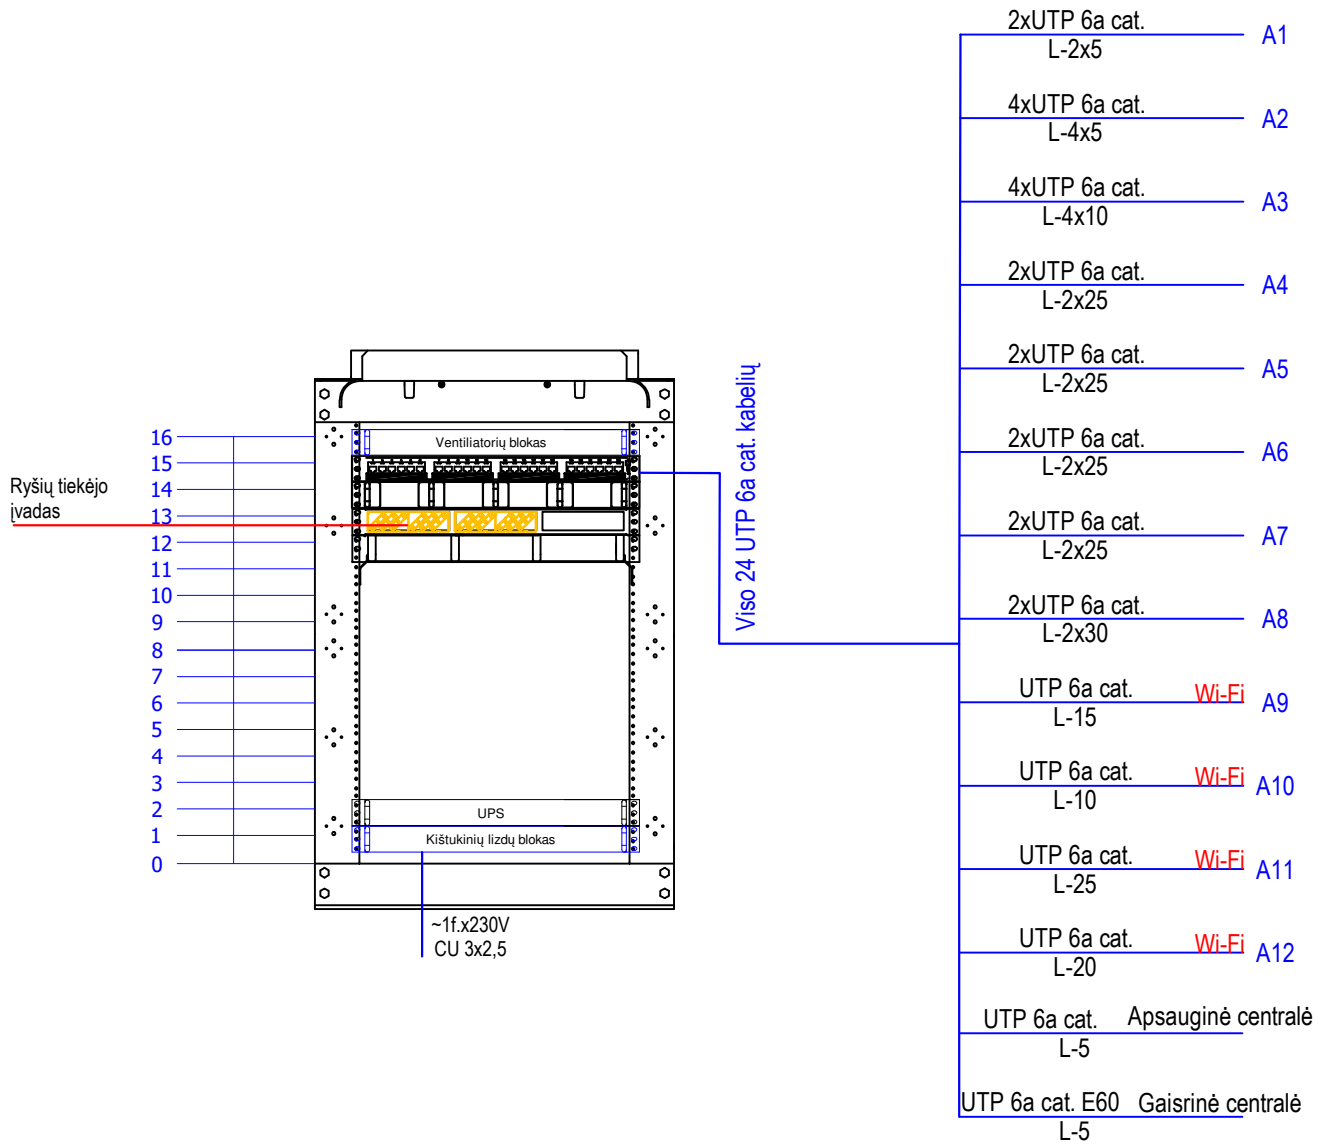 Ryšių tiekėjo
įvadas
16
15
14
13
12
11
10
9
8
7
6
5
4
3
2
1
0
Ventiliatorių blokas
UPS
Kištukinių lizdų blokas
~1f.x230V
CU 3x2,5
Viso 24 UTP 6a cat. kabelių
2xUTP 6a cat.
L-2x5
A1
4xUTP 6a cat.
L-4x5
A2
4xUTP 6a cat.
L-4x10
A3
2xUTP 6a cat.
L-2x25
A4
2xUTP 6a cat.
L-2x25
A5
2xUTP 6a cat.
L-2x25
A6
2xUTP 6a cat.
L-2x25
A7
2xUTP 6a cat.
L-2x30
A8
UTP 6a cat.
L-15
Wi-Fi
A9
UTP 6a cat.
L-10
Wi-Fi
A10
UTP 6a cat.
L-25
Wi-Fi
A11
UTP 6a cat.
L-20
Wi-Fi
A12
UTP 6a cat.
L-5
Apsauginė centralė
UTP 6a cat. E60
L-5
Gaisrinė centralė